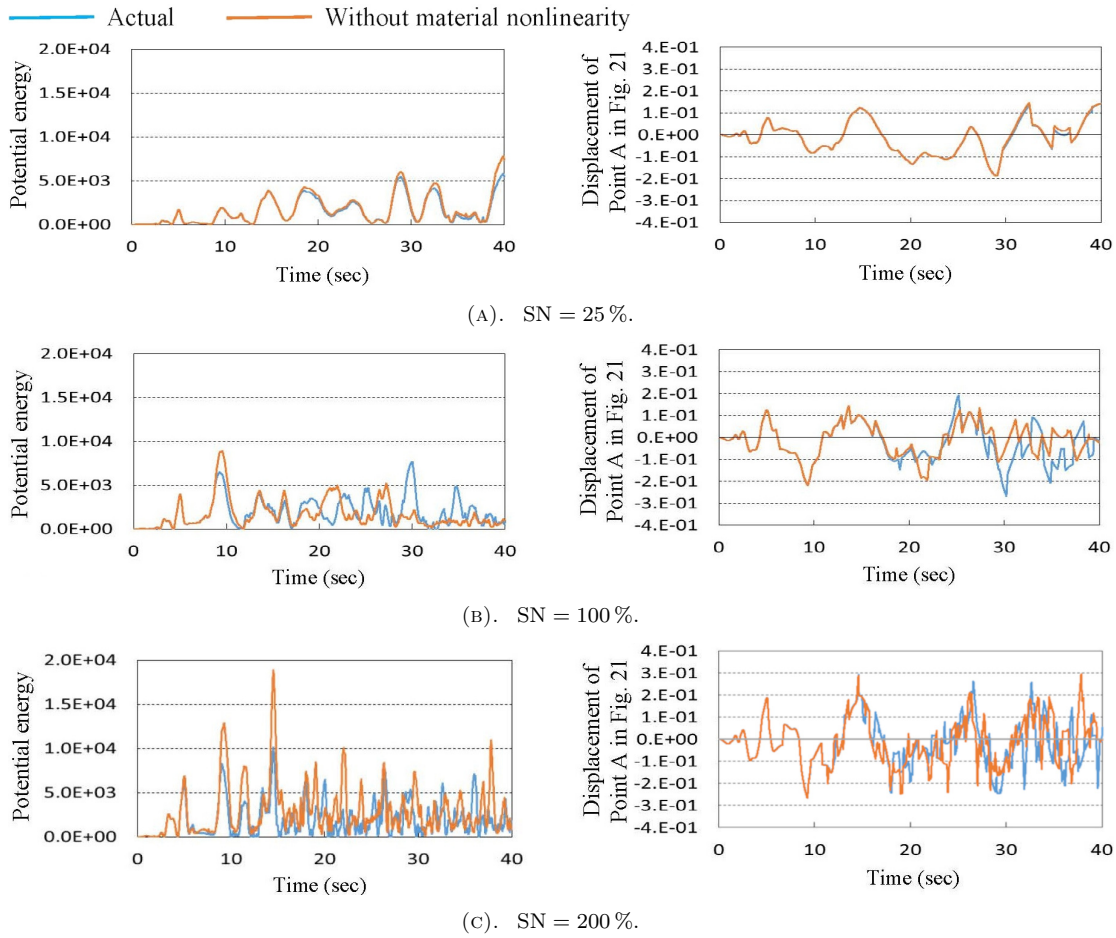 Actual Without material nonlinearity
Potential energy
2.0E+04
1.5E+04
1.0E+04
5.0E+03
0.0E+00
0 10 20 30 40
Time (sec)
Displacement of
Point A in Fig. 21
4.E-01
3.E-01
2.E-01
1.E-01
0.E+00
-1.E-01
-2.E-01
-3.E-01
-4.E-01
0 10 20 30 40
Time (sec)
(A). SN = 25 %.
Potential energy
2.0E+04
1.5E+04
1.0E+04
5.0E+03
0.0E+00
0 10 20 30 40
Time (sec)
Displacement of
Point A in Fig. 21
4.E-01
3.E-01
2.E-01
1.E-01
0.E+00
-1.E-01
-2.E-01
-3.E-01
-4.E-01
0 10 20 30 40
Time (sec)
(B). SN = 100 %.
Potential energy
2.0E+04
1.5E+04
1.0E+04
5.0E+03
0.0E+00
0 10 20 30 40
Time (sec)
Displacement of
Point A in Fig. 21
4.E-01
3.E-01
2.E-01
1.E-01
0.E+00
-1.E-01
-2.E-01
-3.E-01
-4.E-01
0 10 20 30 40
Time (sec)
(C). SN = 200 %.